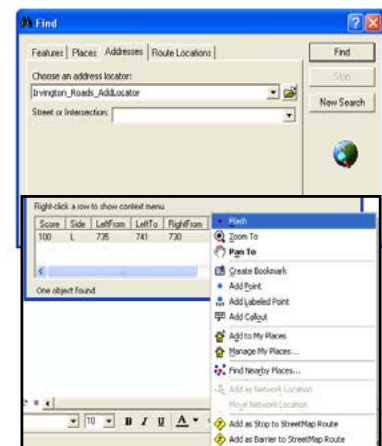 Find
Features Places Addresses Route Locations
Find
Choose an address locator:
Stop
Irvington_Roads_AddLocator
New Search
Street or Intersection:
Right-click a row to show context menu.
Score Side LeftFrom LeftTo RightFrom
100 L 735 741 730
One object found
Flash
Zoom To
Pan To
Create Bookmark
Add Point
Add Labeled Point
Add Callout
Add to My Places
Manage My Places...
Find Nearby Places...
Add as Network Location
Move Network Location
Add as Stop to StreetMap Route
Add as Barrier to StreetMap Route
10 B I U A